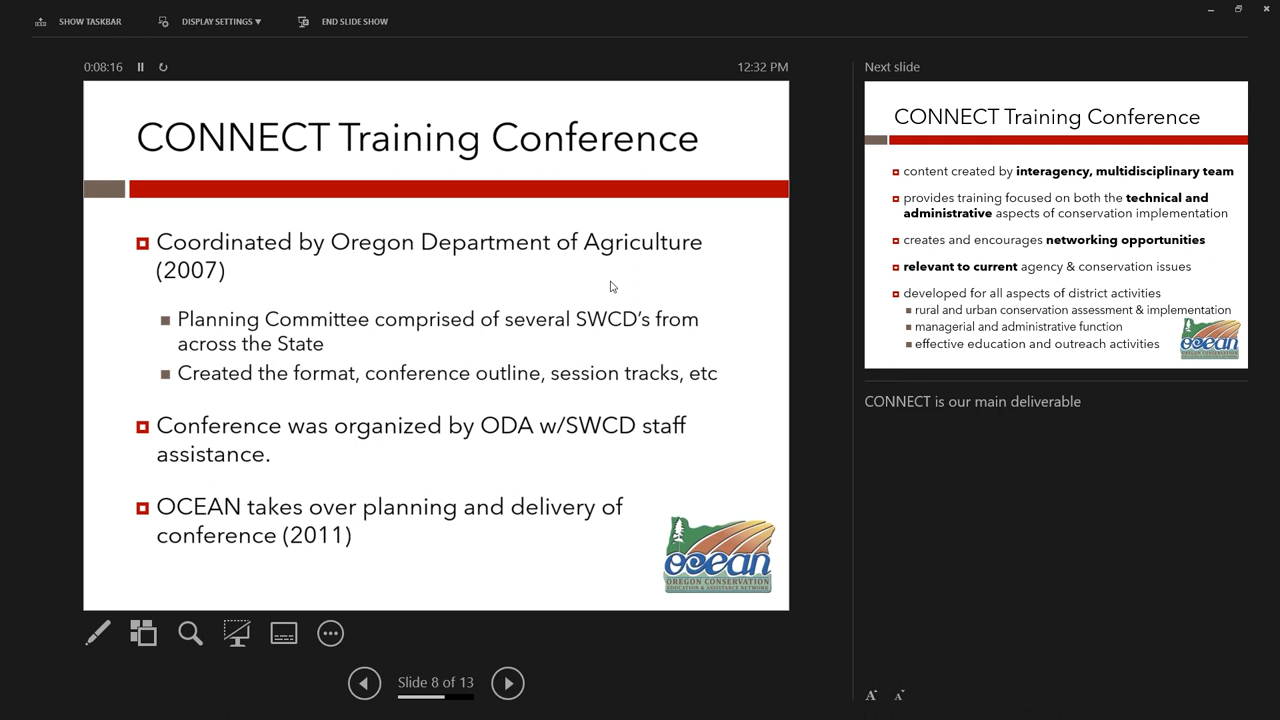 SHOW TASKBAR
DISPLAY SETTINGS ▼
END SLIDE SHOW
0:08:16
12:32 PM
CONNECT Training Conference
Coordinated by Oregon Department of Agriculture
(2007)
Planning Committee comprised of several SWCD's from
across the State
Created the format, conference outline, session tracks, etc
Conference was organized by ODA w/SWCD staff
assistance.
OCEAN takes over planning and delivery of
conference (2011)
ocean
OREGON CONSERVATION
EDUCATION & ASSISTANCE NETWORK
Slide 8 of 13
Next slide
CONNECT Training Conference
content created by interagency, multidisciplinary team
provides training focused on both the technical and
administrative aspects of conservation implementation
creates and encourages networking opportunities
relevant to current agency & conservation issues
developed for all aspects of district activities
rural and urban conservation assessment & implementation
managerial and administrative function
effective education and outreach activities
ocean
OREGON CONSERVATION
CONNECT is our main deliverable
A A